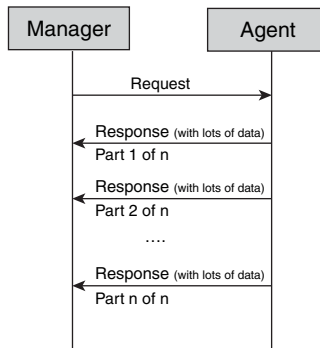 Manager Agent
Request
Response (with lots of data)
Part 1 of n
Response (with lots of data)
Part 2 of n
....
Response (with lots of data)
Part n of n